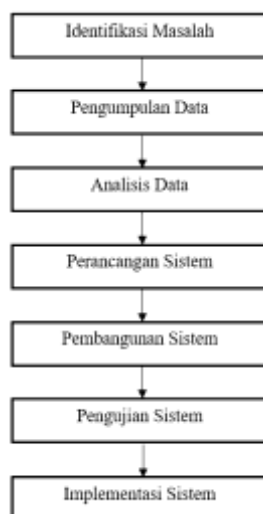 Identifikasi Masalah
Pengumpulan Data
Analisis Data
Perancangan Sistem
Pembangunan Sistem
Pengujian Sistem
Implementasi Sistem